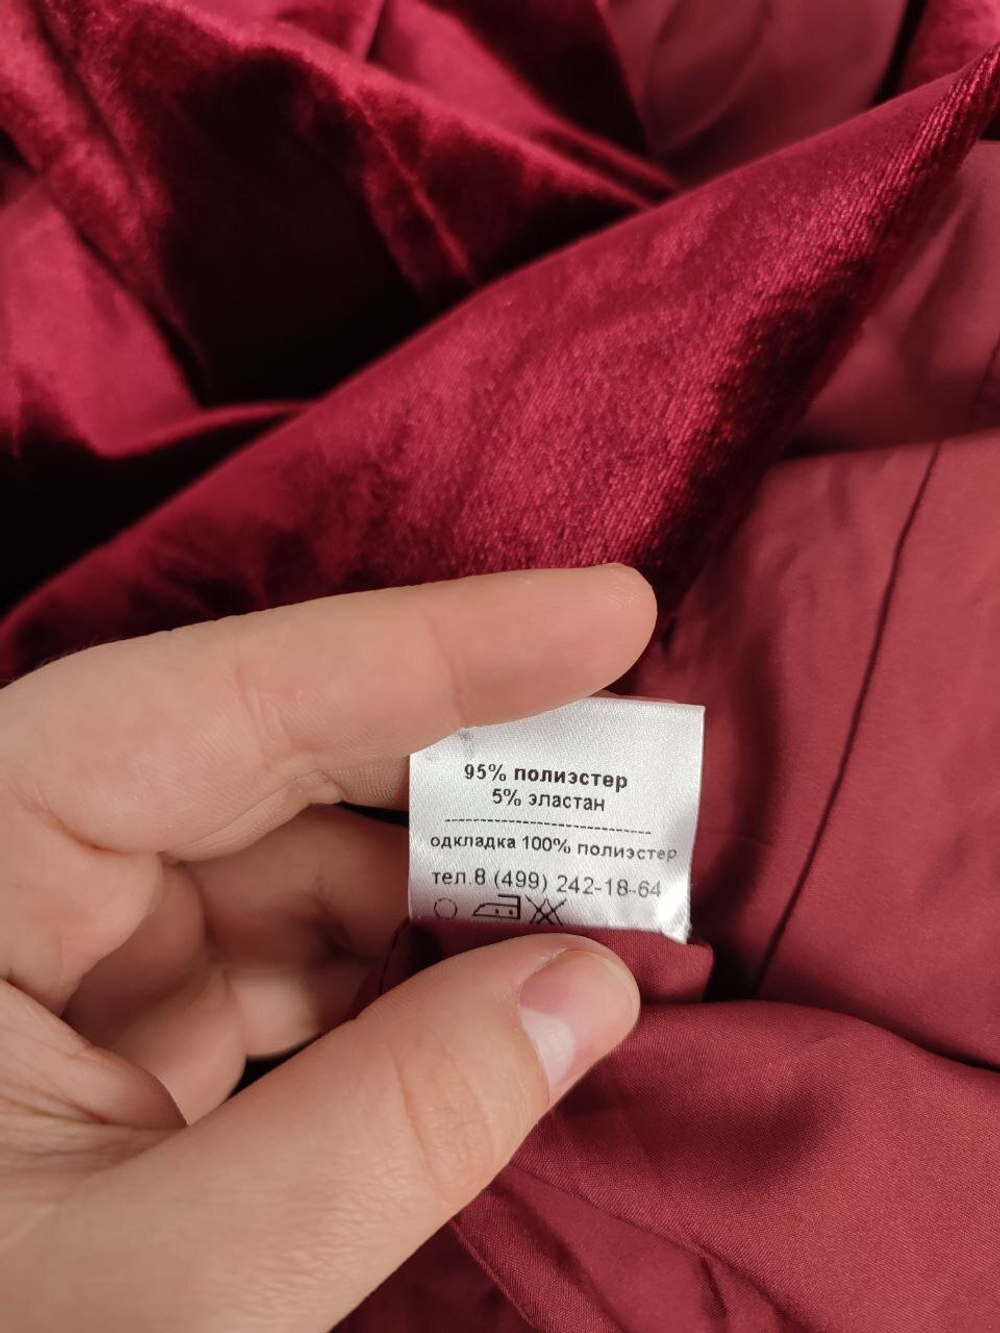 95% полиэстер
5% эластан
одкладка 100% полиэстер
тел.8 (499) 242-18-64